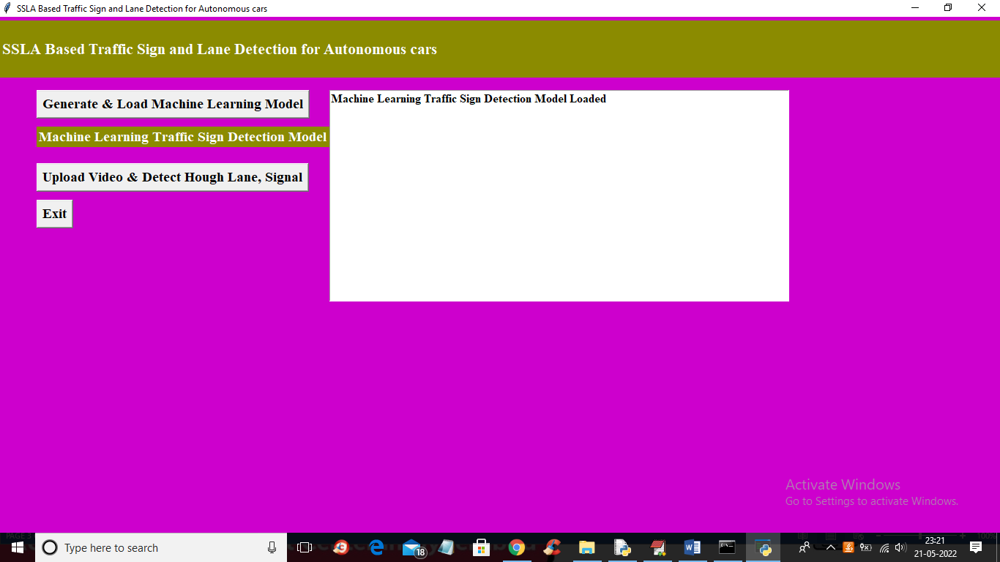 SSLA Based Traffic Sign and Lane Detection for Autonomous cars
SSLA Based Traffic Sign and Lane Detection for Autonomous cars
Generate & Load Machine Learning Model
Machine Learning Traffic Sign Detection Model Loaded
Machine Learning Traffic Sign Detection Model
Upload Video & Detect Hough Lane, Signal
Exit
Activate Windows
Go to Settings to activate Windows.
PAGE 3
100%
Type here to search
18
23:21
21-05-2022